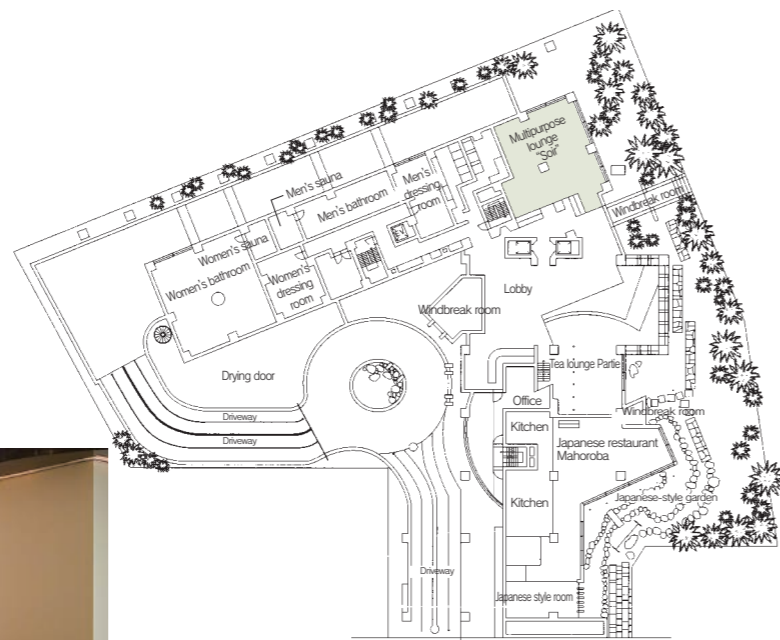 Multipurpose
lounge
"Soir"
Men's sauna
Men's
dressing
room
Men's bathroom
Windbreak room
Women's sauna
Women's bathroom
Women's
dressing
room
Lobby
Windbreak room
Tea lounge Partie
Drying door
Office
Windbreak room
Driveway
Kitchen
Driveway
Japanese restaurant
Mahoroba
Japanese-style garden
Kitchen
Driveway
Japanese style room